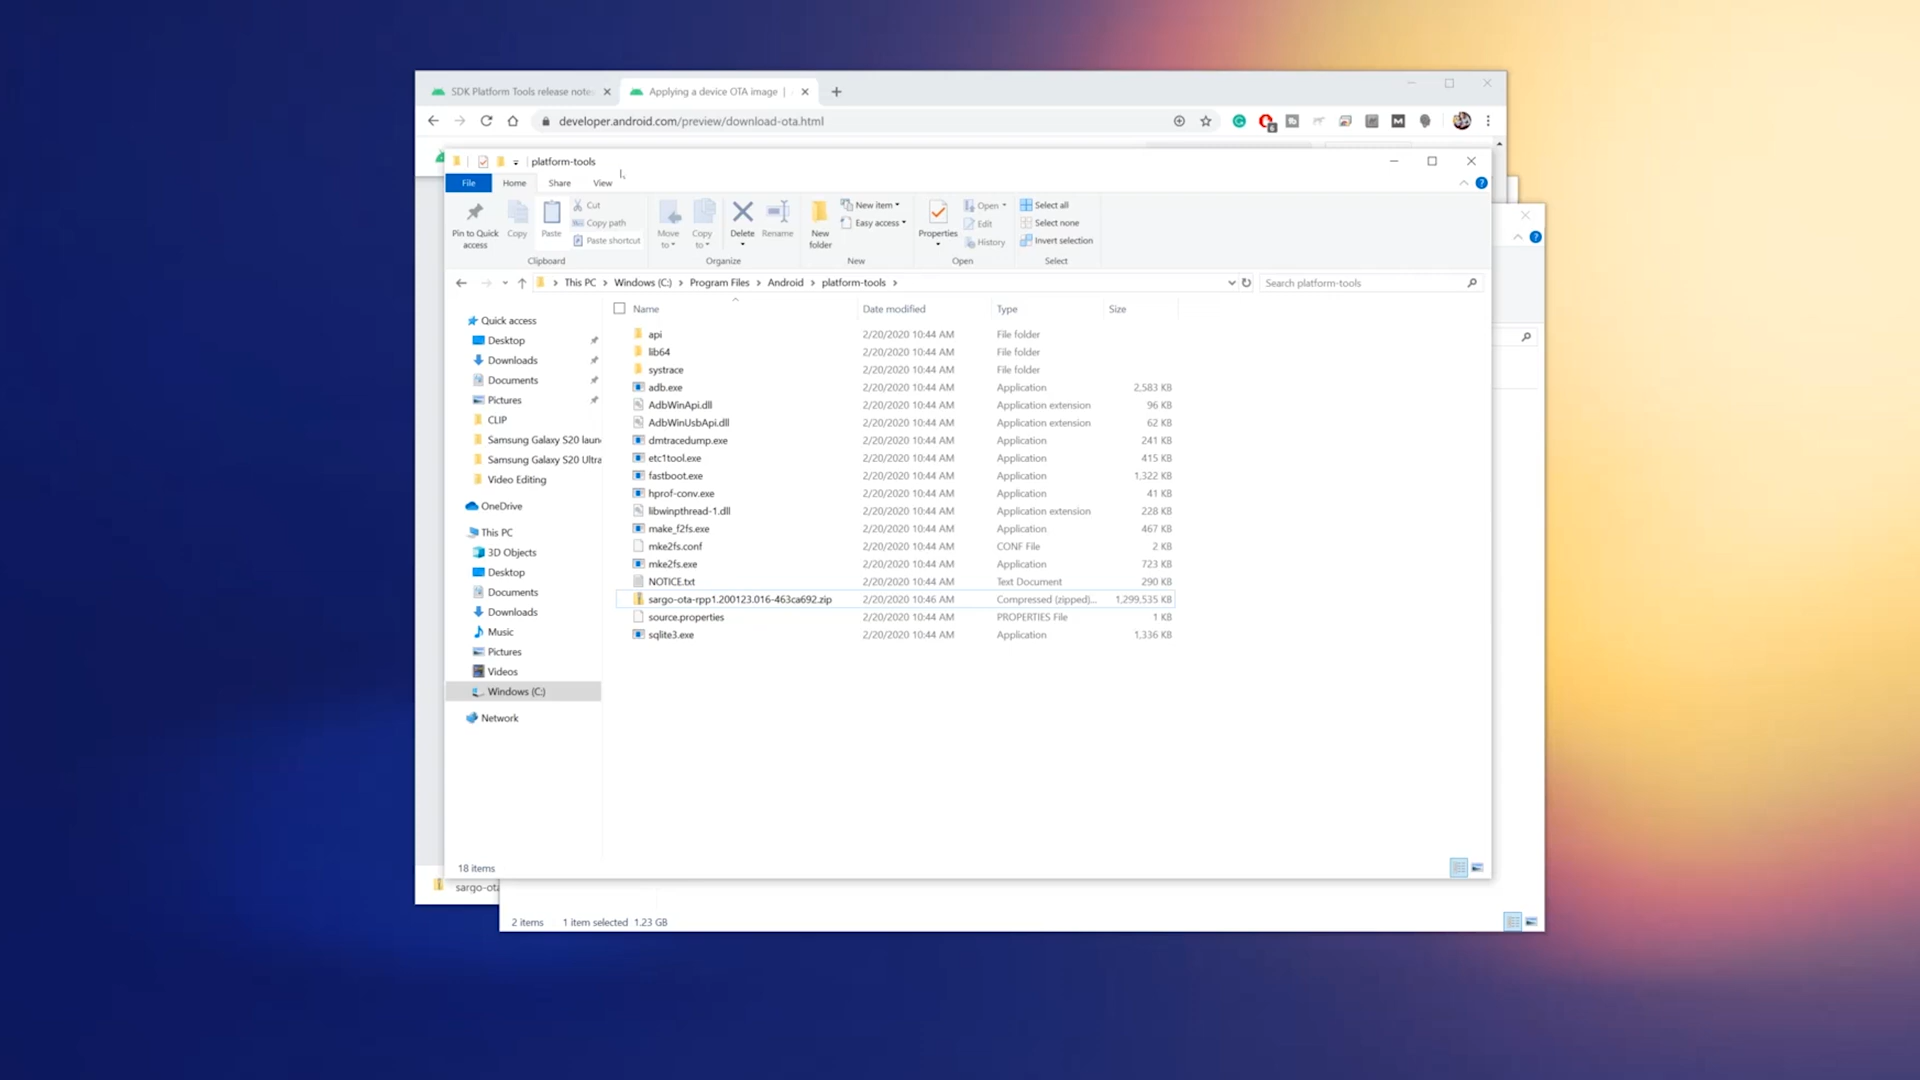 SDK Platform Tools release note:
Applying a device OTA image |
developer.android.com/preview/download-ota.html
platform-tools
File Home Share View
Pin to Quick access
Copy
Paste
Cut
Copy path
Paste shortcut
Clipboard
Move to
Copy to
Delete
Rename
Organize
New folder
New item
Easy access
New
Properties
Open
Edit
History
Open
Select all
Select none
Invert selection
Select
This PC > Windows (C:) > Program Files > Android > platform-tools >
Search platform-tools
Quick access
Desktop
Downloads
Documents
Pictures
CLIP
Samsung Galaxy S20 laun
Samsung Galaxy S20 Ultra
Video Editing
OneDrive
This PC
3D Objects
Desktop
Documents
Downloads
Music
Pictures
Videos
Windows (C:)
Network
Name Date modified Type Size
api 2/20/2020 10:44 AM File folder
lib64 2/20/2020 10:44 AM File folder
systrace 2/20/2020 10:44 AM File folder
adb.exe 2/20/2020 10:44 AM Application 2,583 KB
AdbWinApi.dll 2/20/2020 10:44 AM Application extension 96 KB
AdbWinUsbApi.dll 2/20/2020 10:44 AM Application extension 62 KB
dmtracedump.exe 2/20/2020 10:44 AM Application 241 KB
etc1tool.exe 2/20/2020 10:44 AM Application 415 KB
fastboot.exe 2/20/2020 10:44 AM Application 1,322 KB
hprof-conv.exe 2/20/2020 10:44 AM Application 41 KB
libwinpthread-1.dll 2/20/2020 10:44 AM Application extension 228 KB
make_f2fs.exe 2/20/2020 10:44 AM Application 467 KB
mke2fs.conf 2/20/2020 10:44 AM CONF File 2 KB
mke2fs.exe 2/20/2020 10:44 AM Application 723 KB
NOTICE.txt 2/20/2020 10:44 AM Text Document 290 KB
sargo-ota-rpp1.200123.016-463ca692.zip 2/20/2020 10:46 AM Compressed (zipped)... 1,299,535 KB
source.properties 2/20/2020 10:44 AM PROPERTIES File 1 KB
sqlite3.exe 2/20/2020 10:44 AM Application 1,336 KB
18 items
sargo-ota
2 items 1 item selected 1.23 GB